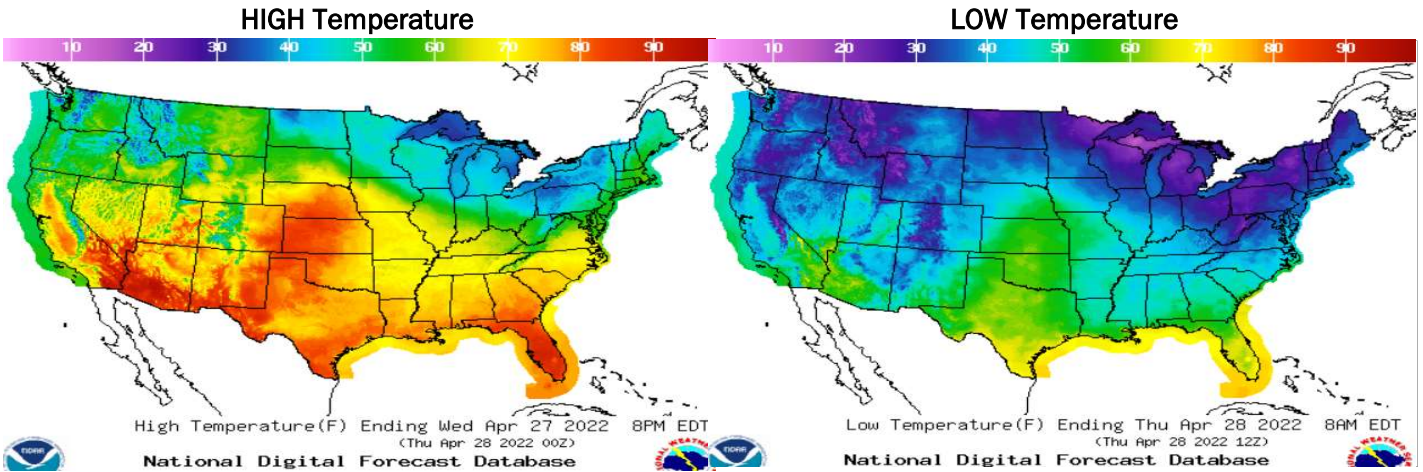 HIGH Temperature
10 20 30 40 50 60 70 80 90
High Temperature(F) Ending Wed Apr 27 2022 8PM EDT
(Thu Apr 28 2022 00Z)
National Digital Forecast Database
NOAA
LOW Temperature
10 20 30 40 50 60 70 80 90
Low Temperature(F) Ending Thu Apr 28 2022 8AM EDT
(Thu Apr 28 2022 12Z)
National Digital Forecast Database
NOAA